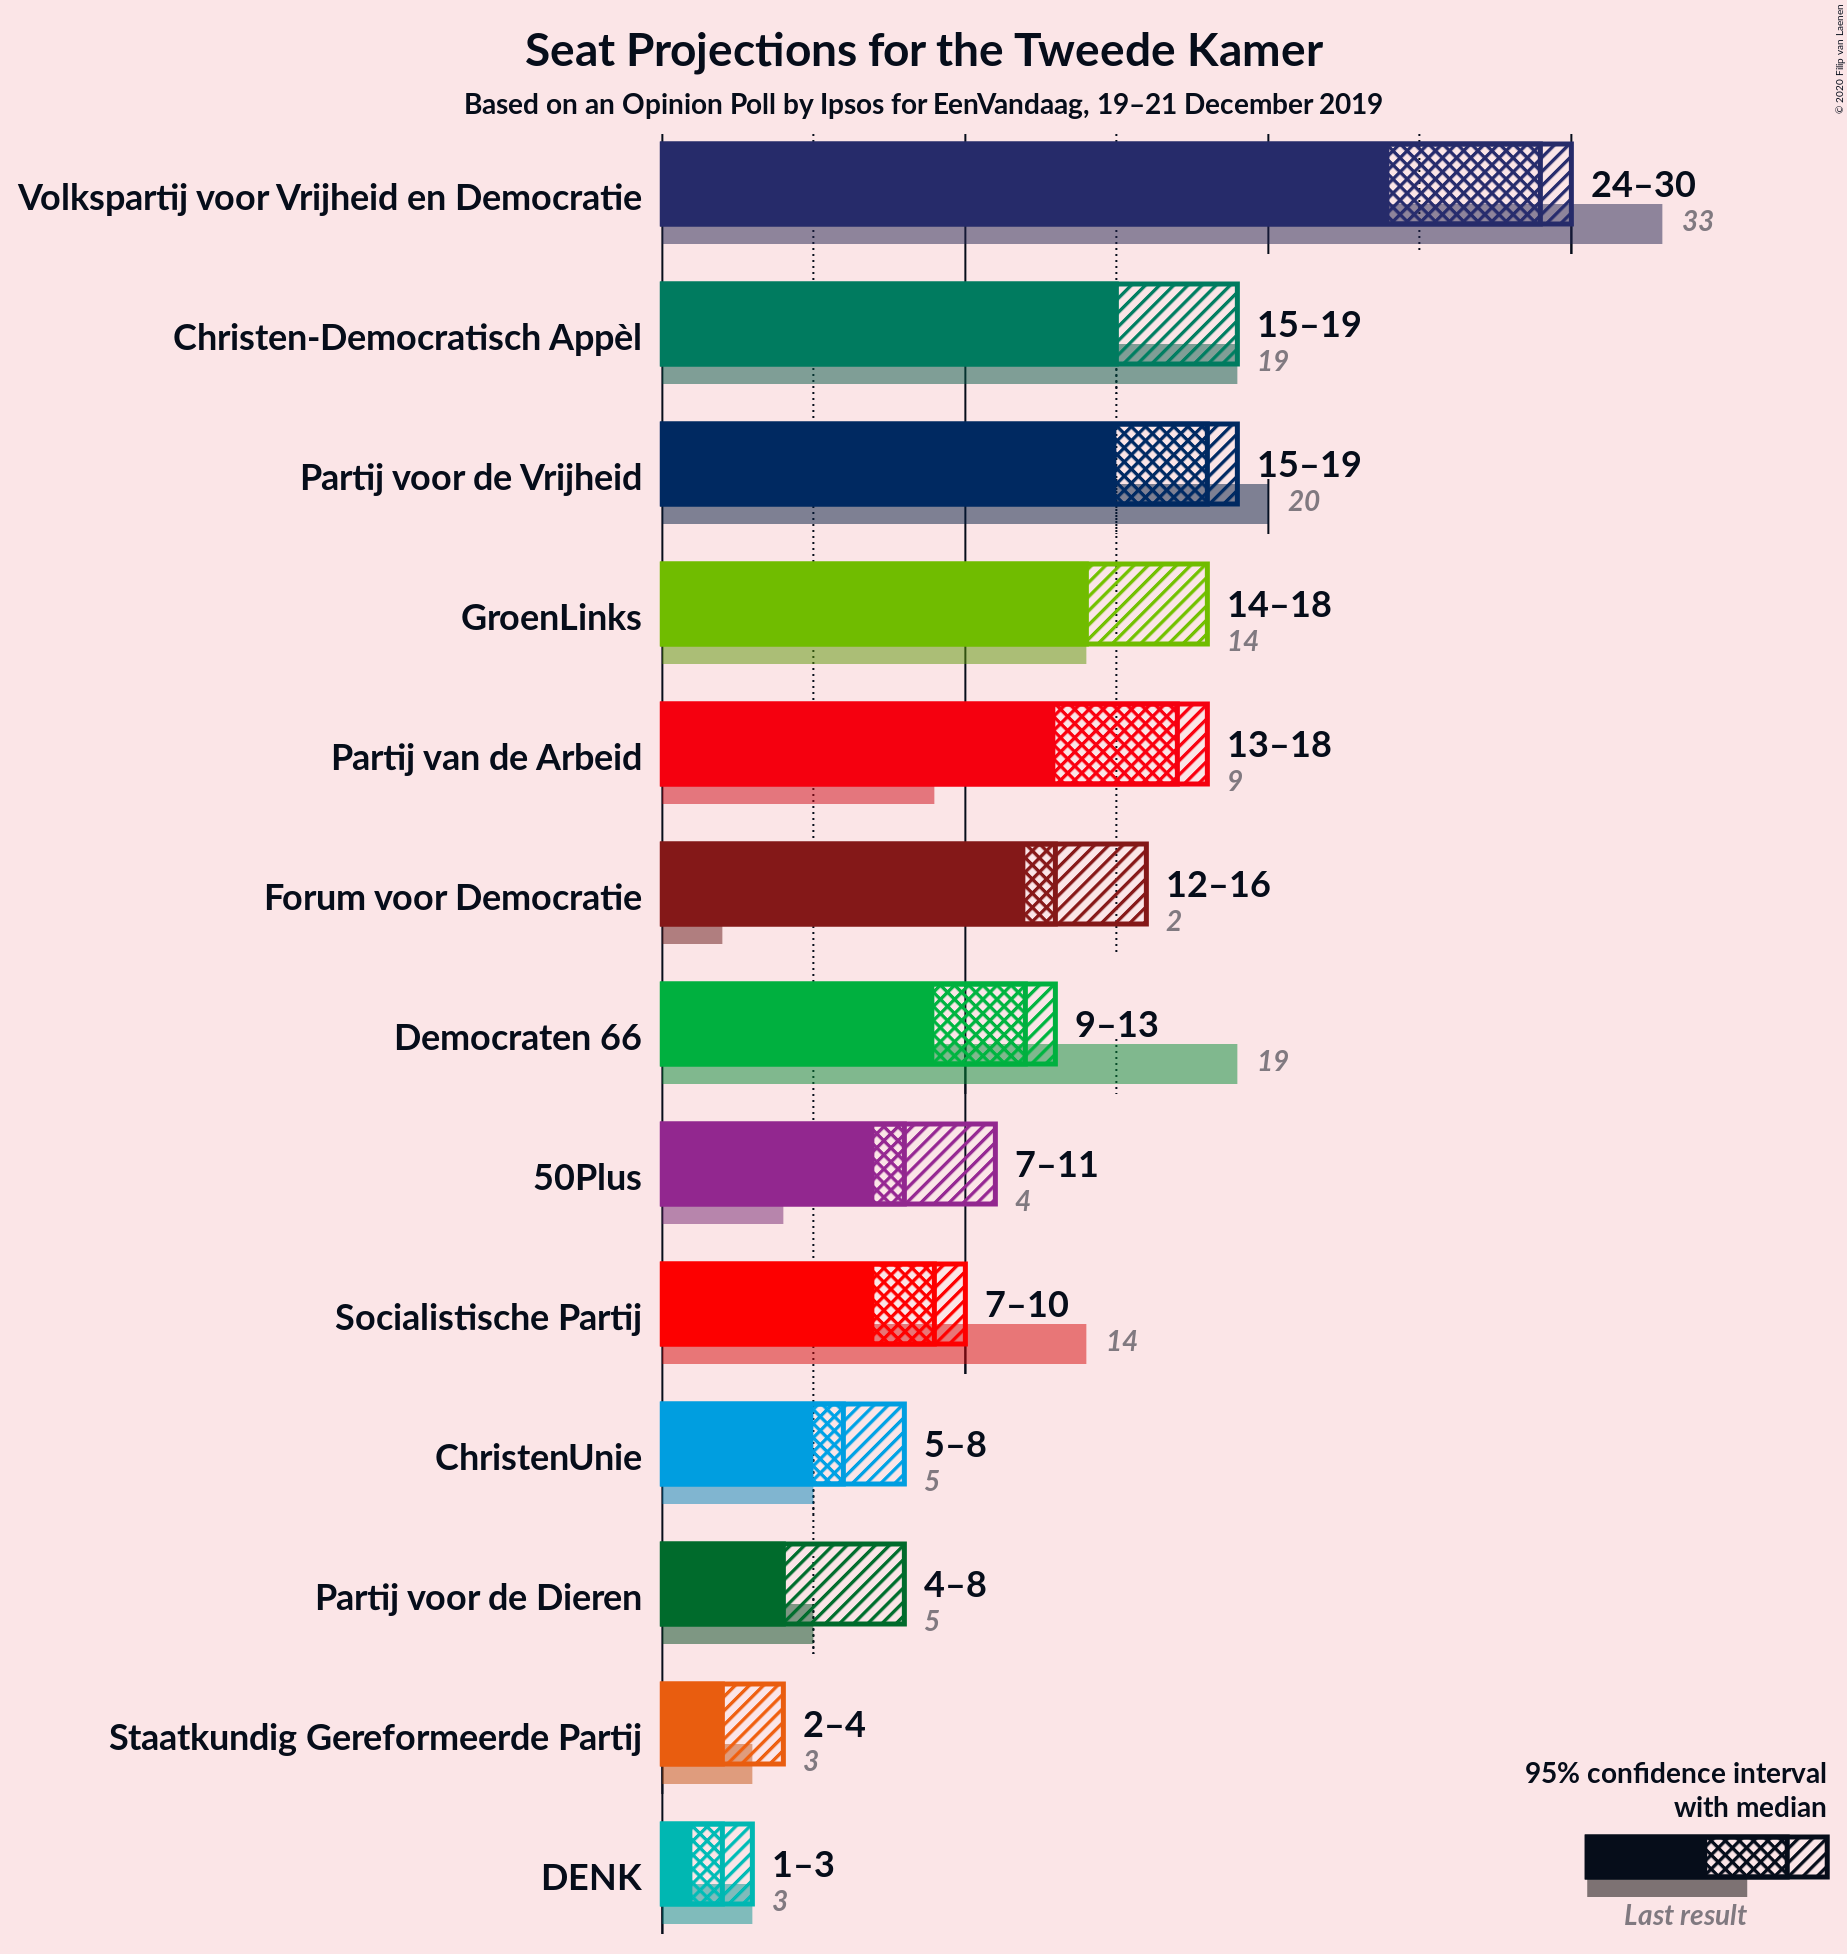 Seat Projections for the Tweede Kamer
Based on an Opinion Poll by Ipsos for EenVandaag, 19–21 December 2019
© 2020 Filip van Laenen
Volkspartij voor Vrijheid en Democratie
24–30
33
Christen-Democratisch Appèl
15–19
19
Partij voor de Vrijheid
15–19
20
GroenLinks
14–18
14
Partij van de Arbeid
13–18
9
Forum voor Democratie
12–16
2
Democraten 66
9–13
19
50Plus
7–11
4
Socialistische Partij
7–10
14
ChristenUnie
5–8
5
Partij voor de Dieren
4–8
5
Staatkundig Gereformeerde Partij
2–4
3
DENK
1–3
3
95% confidence interval
with median
Last result